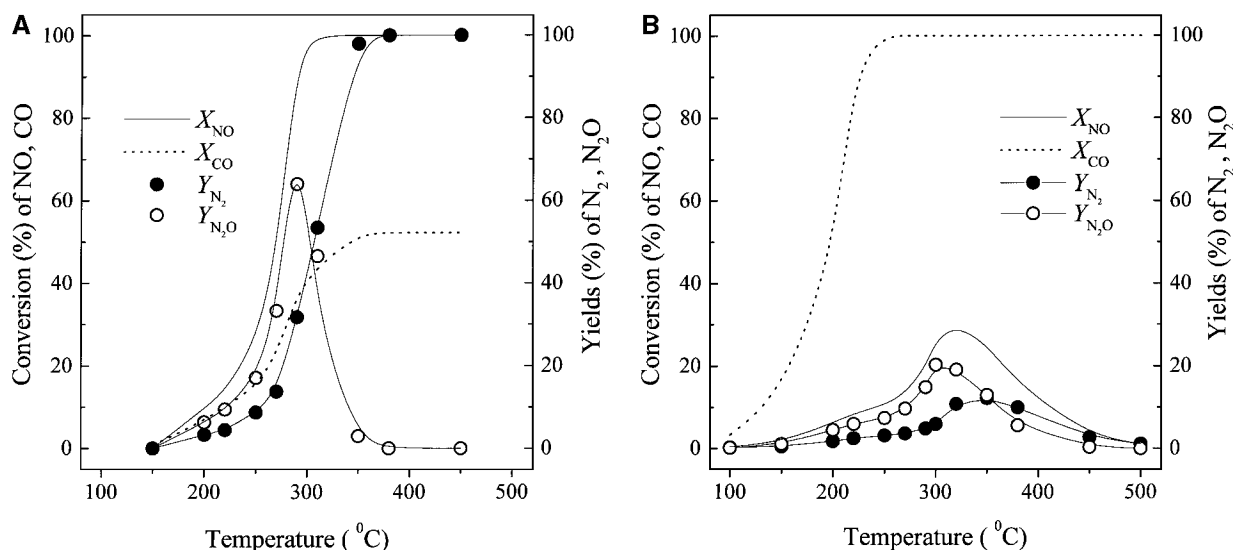 A
Conversion (%) of NO, CO
100
80
60
40
20
0
X_NO
X_CO
Y_N₂
Y_N₂O
100
80
60
40
20
0
Yields (%) of N₂, N₂O
100 200 300 400 500
Temperature ( ⁰C)
B
Conversion (%) of NO, CO
100
80
60
40
20
0
X_NO
X_CO
Y_N₂
Y_N₂O
100
80
60
40
20
0
Yields (%) of N₂, N₂O
100 200 300 400 500
Temperature ( ⁰C)